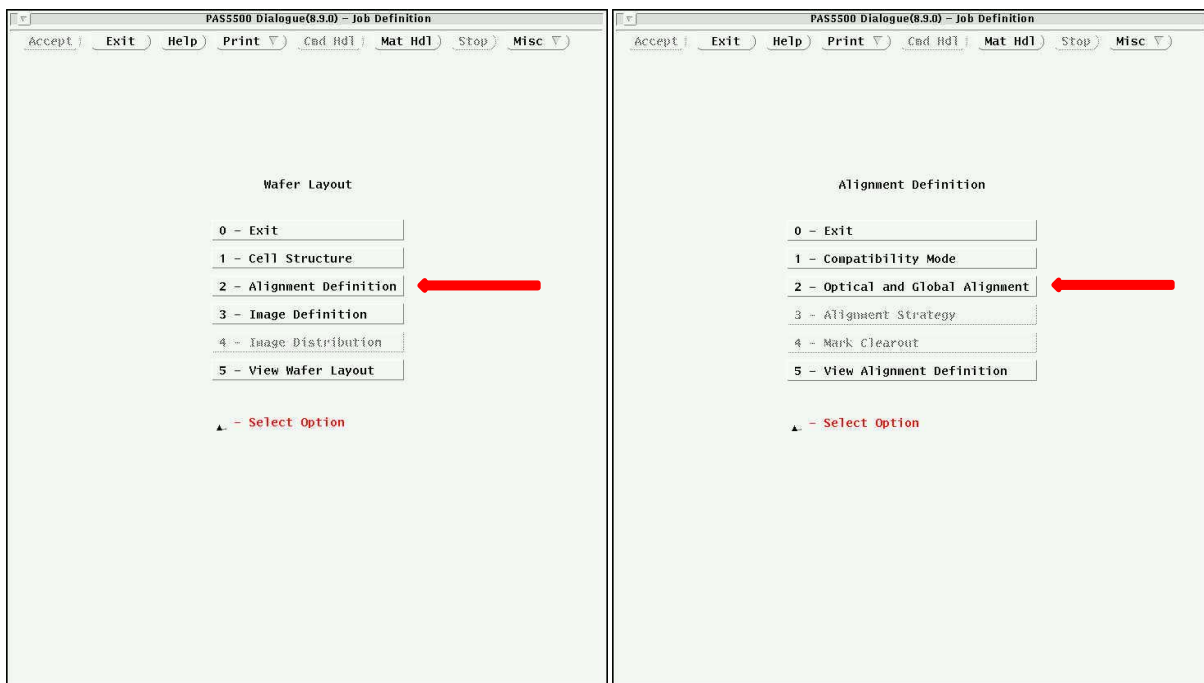 PAS5500 Dialogue(8.9.0) – Job Definition
Accept Exit Help Print Cmd Hdl Mat Hdl Stop Misc
Wafer Layout
0 – Exit
1 – Cell Structure
2 – Alignment Definition
3 – Image Definition
4 – Image Distribution
5 – View Wafer Layout
– Select Option
PAS5500 Dialogue(8.9.0) – Job Definition
Accept Exit Help Print Cmd Hdl Mat Hdl Stop Misc
Alignment Definition
0 – Exit
1 – Compatibility Mode
2 – Optical and Global Alignment
3 – Alignment Strategy
4 – Mark Clearout
5 – View Alignment Definition
– Select Option